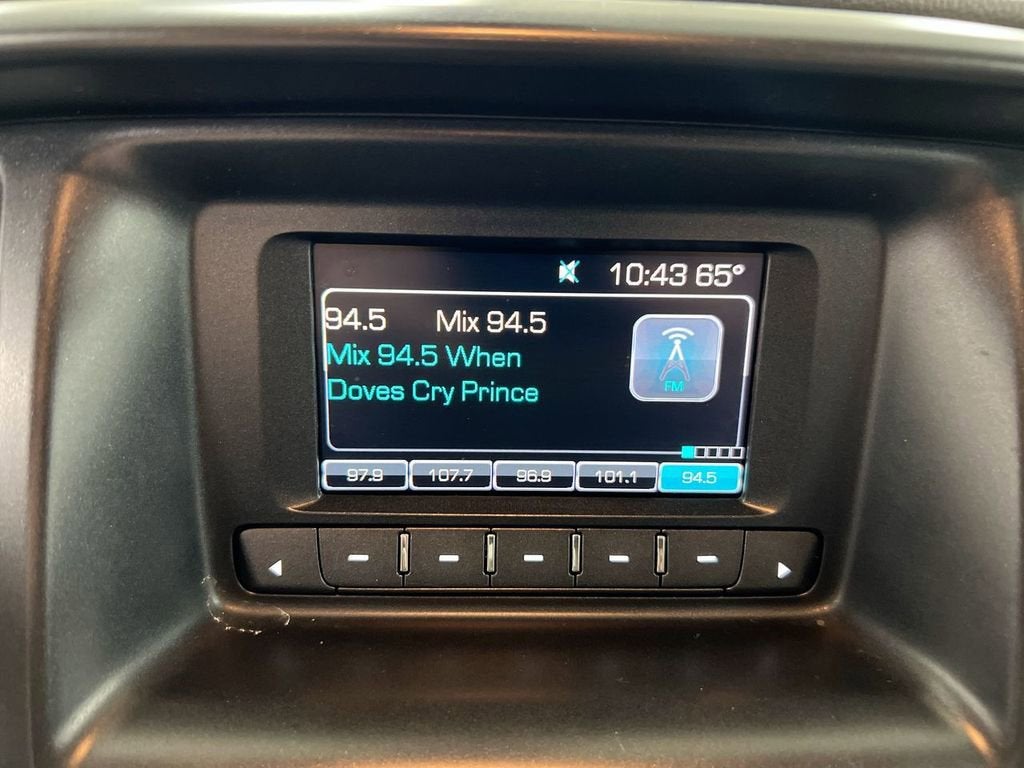 10:43 65°
94.5 Mix 94.5
Mix 94.5 When
Doves Cry Prince
FM
97.9 107.7 96.9 101.1 94.5